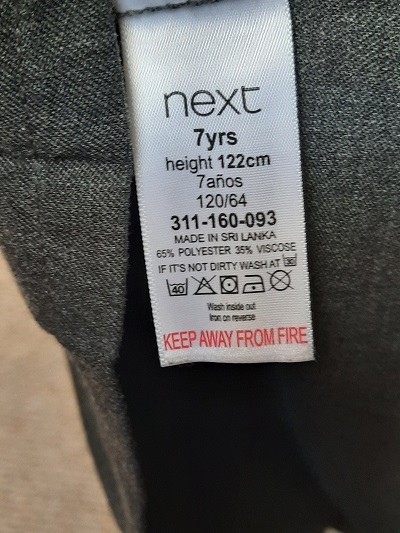 next
7yrs
height 122cm
7años
120/64
311-160-093
MADE IN SRI LANKA
65% POLYESTER 35% VISCOSE
IF IT'S NOT DIRTY WASH AT 30
40
Wash inside out
Iron on reverse
KEEP AWAY FROM FIRE